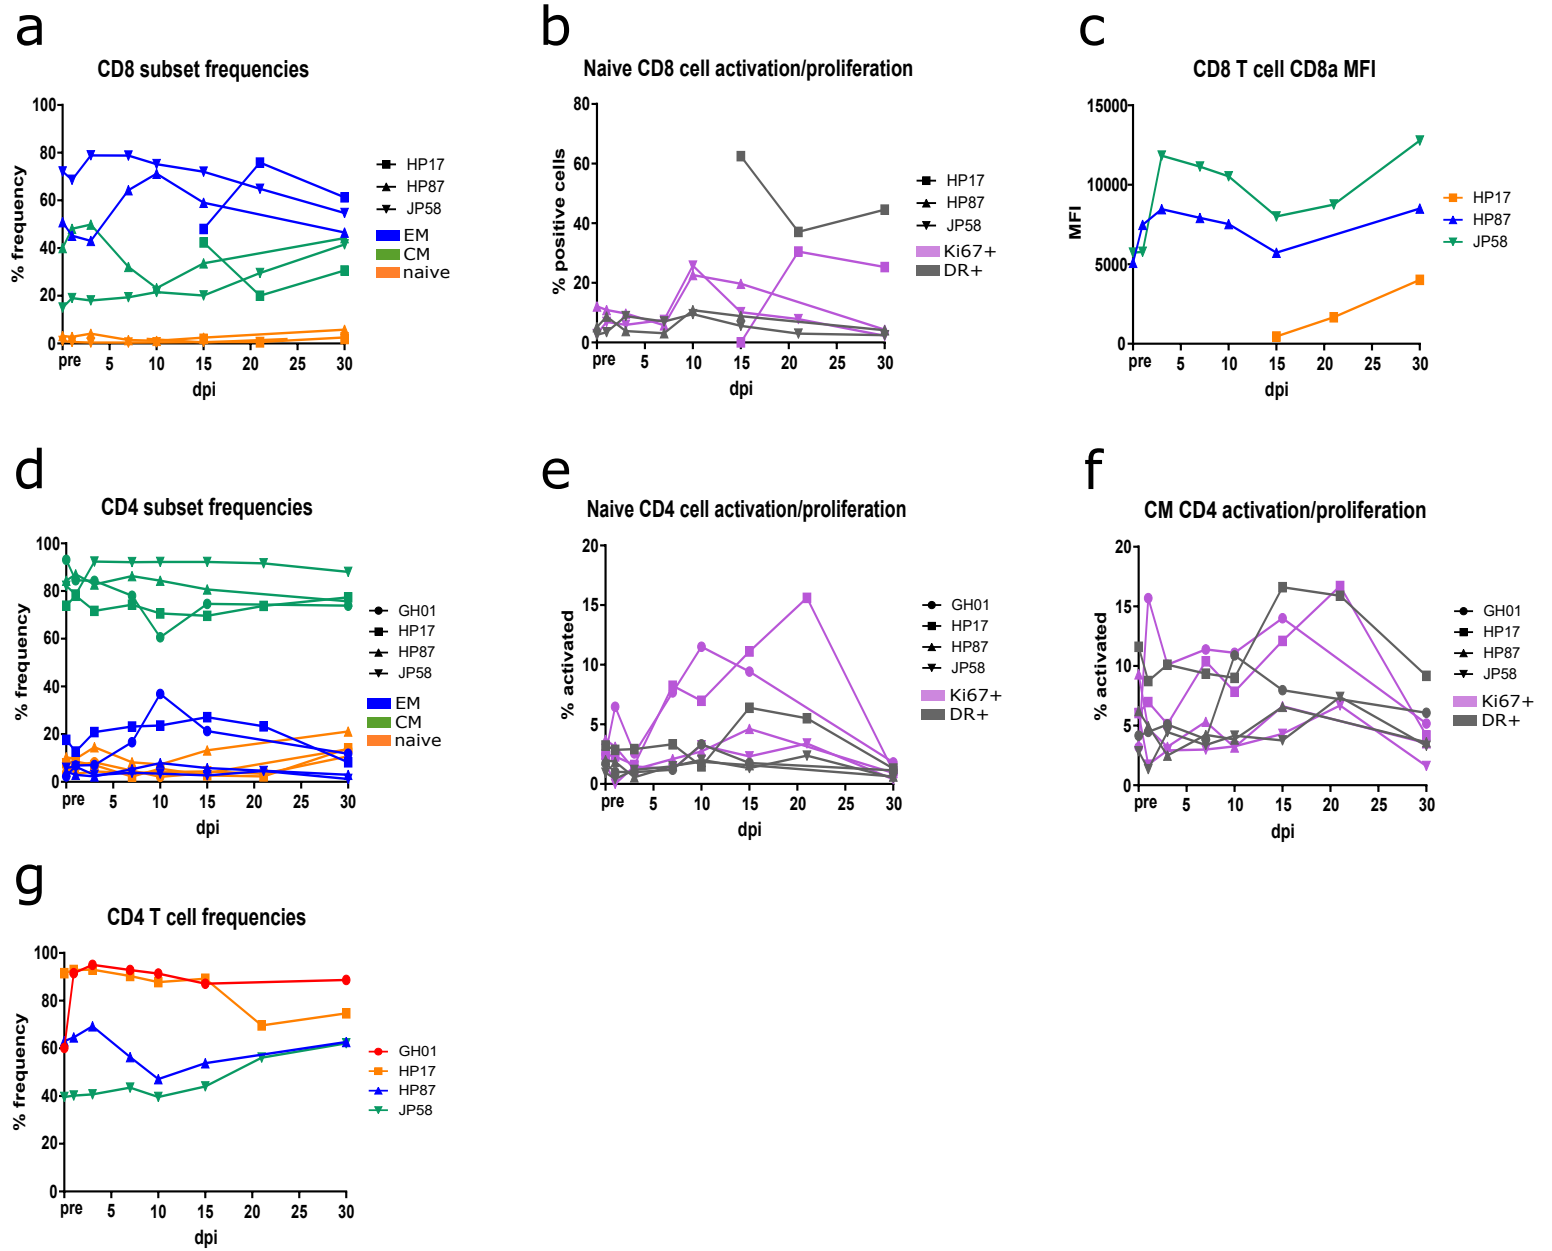 a
CD8 subset frequencies
% frequency
100
80
60
40
20
0
pre 5 10 15 20 25 30
dpi
HP17
HP87
JP58
EM
CM
naive
b
Naive CD8 cell activation/proliferation
% positive cells
80
60
40
20
0
pre 5 10 15 20 25 30
dpi
HP17
HP87
JP58
Ki67+
DR+
c
CD8 T cell CD8a MFI
MFI
15000
10000
5000
0
pre 5 10 15 20 25 30
dpi
HP17
HP87
JP58
d
CD4 subset frequencies
% frequency
100
80
60
40
20
0
pre 5 10 15 20 25 30
dpi
GH01
HP17
HP87
JP58
EM
CM
naive
e
Naive CD4 cell activation/proliferation
% activated
20
15
10
5
0
pre 5 10 15 20 25 30
dpi
GH01
HP17
HP87
JP58
Ki67+
DR+
f
CM CD4 activation/proliferation
% activated
20
15
10
5
0
pre 5 10 15 20 25 30
dpi
GH01
HP17
HP87
JP58
Ki67+
DR+
g
CD4 T cell frequencies
% frequency
100
80
60
40
20
0
pre 5 10 15 20 25 30
dpi
GH01
HP17
HP87
JP58